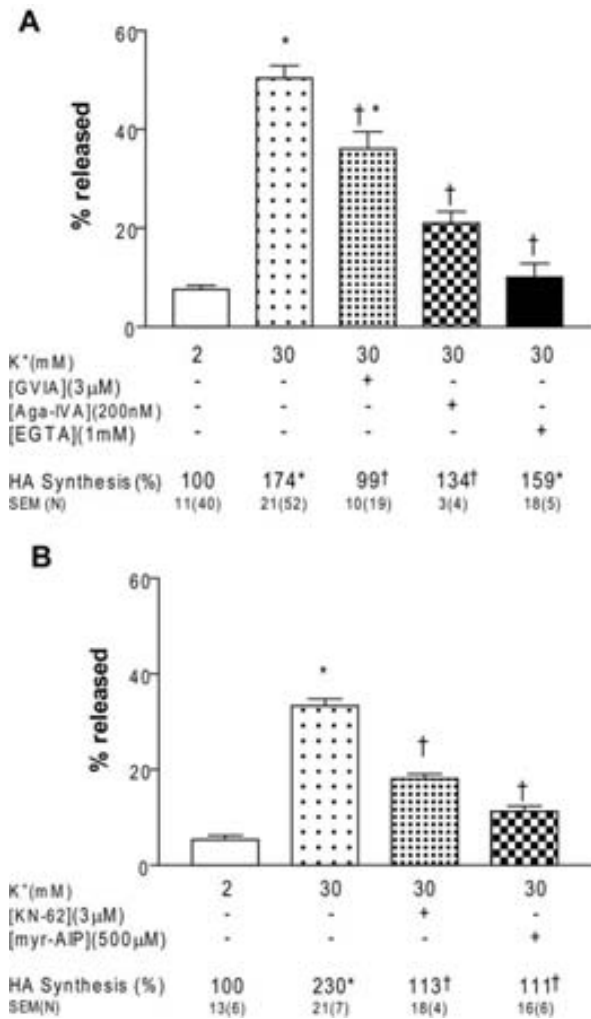 A
60
*
† *
40
% released
†
20
†
0
K⁺(mM) 2 30 30 30 30
[GVIA](3µM) - - + - -
[Aga-IVA](200nM) - - - + -
[EGTA](1mM) - - - - +
HA Synthesis (%) 100 174* 99† 134† 159*
SEM (N) 11(40) 21(52) 10(19) 3(4) 18(5)
B
60
*
40
% released
†
20
†
0
K⁺(mM) 2 30 30 30
[KN-62](3µM) - - + -
[myr-AIP](500µM) - - - +
HA Synthesis (%) 100 230* 113† 111†
SEM(N) 13(6) 21(7) 18(4) 16(6)